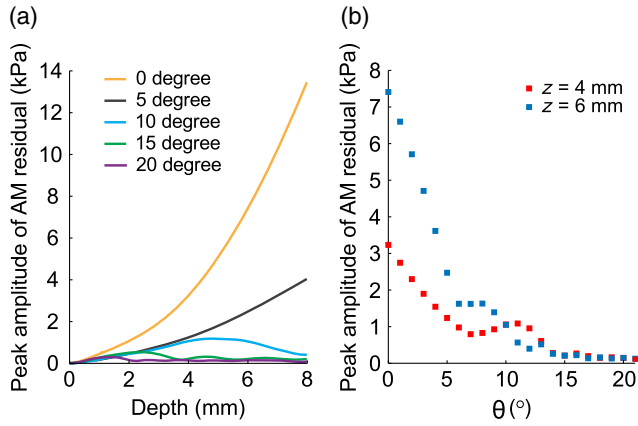 (a)
Peak amplitude of AM residual (kPa)
14
12
10
8
6
4
2
0
0 degree
5 degree
10 degree
15 degree
20 degree
0 2 4 6 8
Depth (mm)
(b)
Peak amplitude of AM residual (kPa)
8
7
6
5
4
3
2
1
0
z = 4 mm
z = 6 mm
0 5 10 15 20
θ (°)